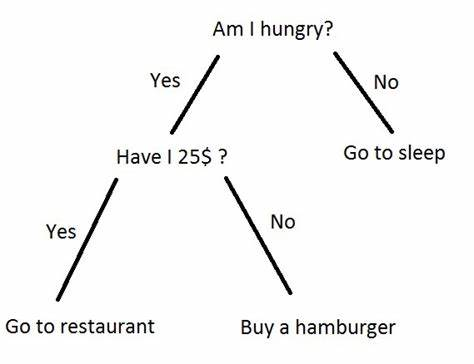 Am I hungry?
Yes
No
Have I 25$ ?
Go to sleep
Yes
No
Go to restaurant
Buy a hamburger